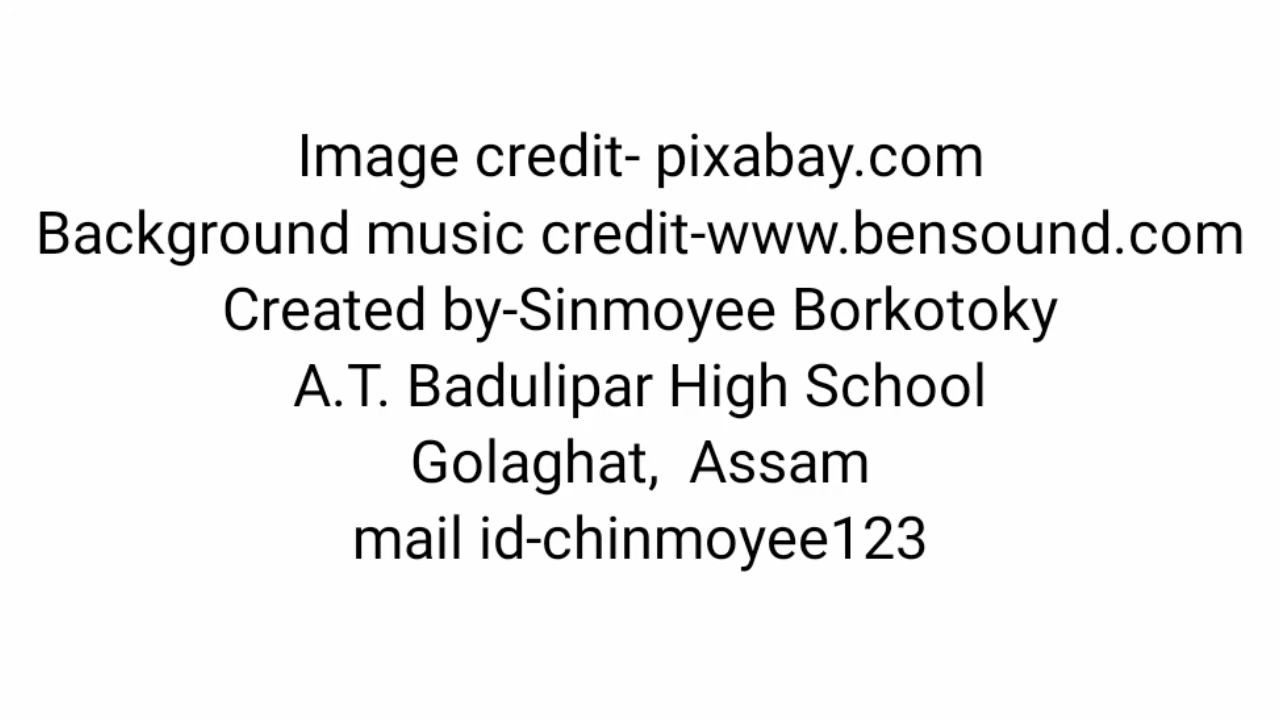 Image credit- pixabay.com
Background music credit-www.bensound.com
Created by-Sinmoyee Borkotoky
A.T. Badulipar High School
Golaghat,  Assam
mail id-chinmoyee123